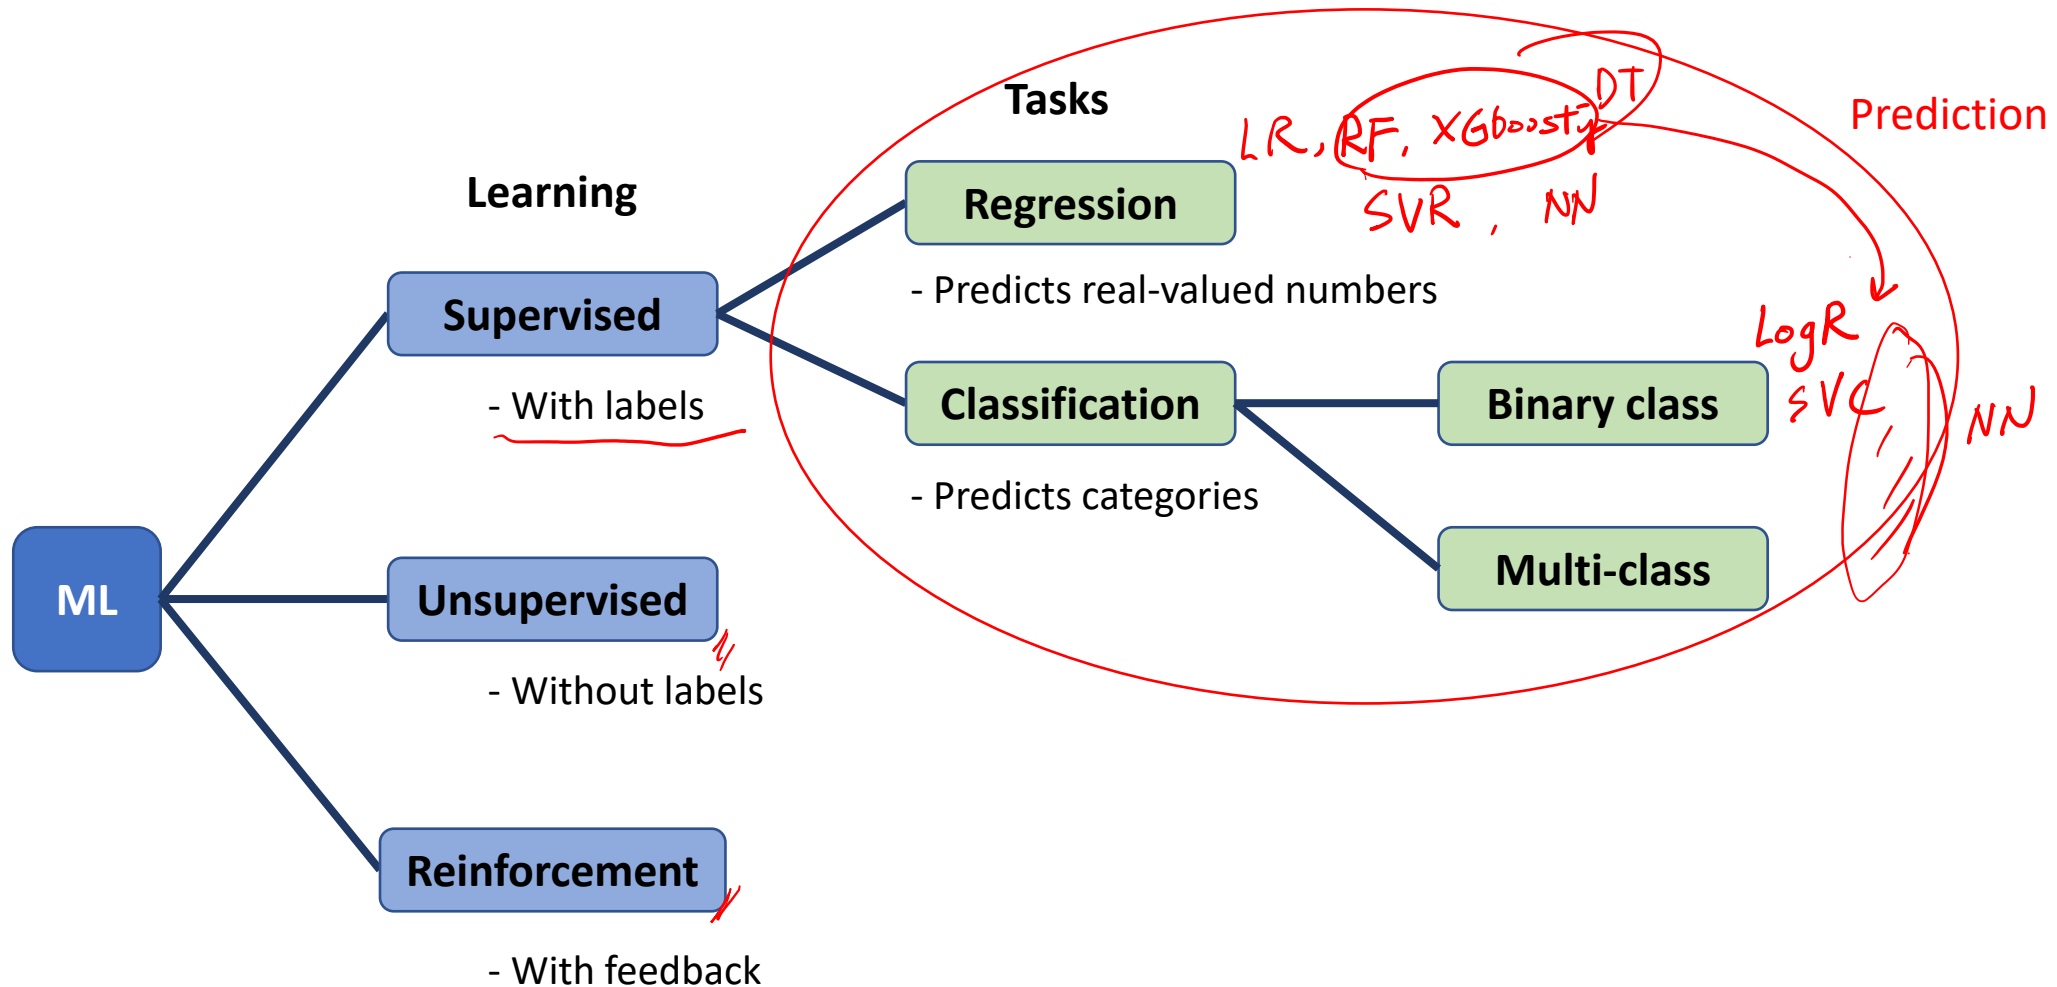 Tasks
DT
Prediction
LR, RF, XGboosty
Learning
Regression
SVR, NN
- Predicts real-valued numbers
Supervised
LogR
- With labels
Classification
Binary class
SVC
NN
- Predicts categories
Multi-class
ML
Unsupervised
- Without labels
Reinforcement
- With feedback